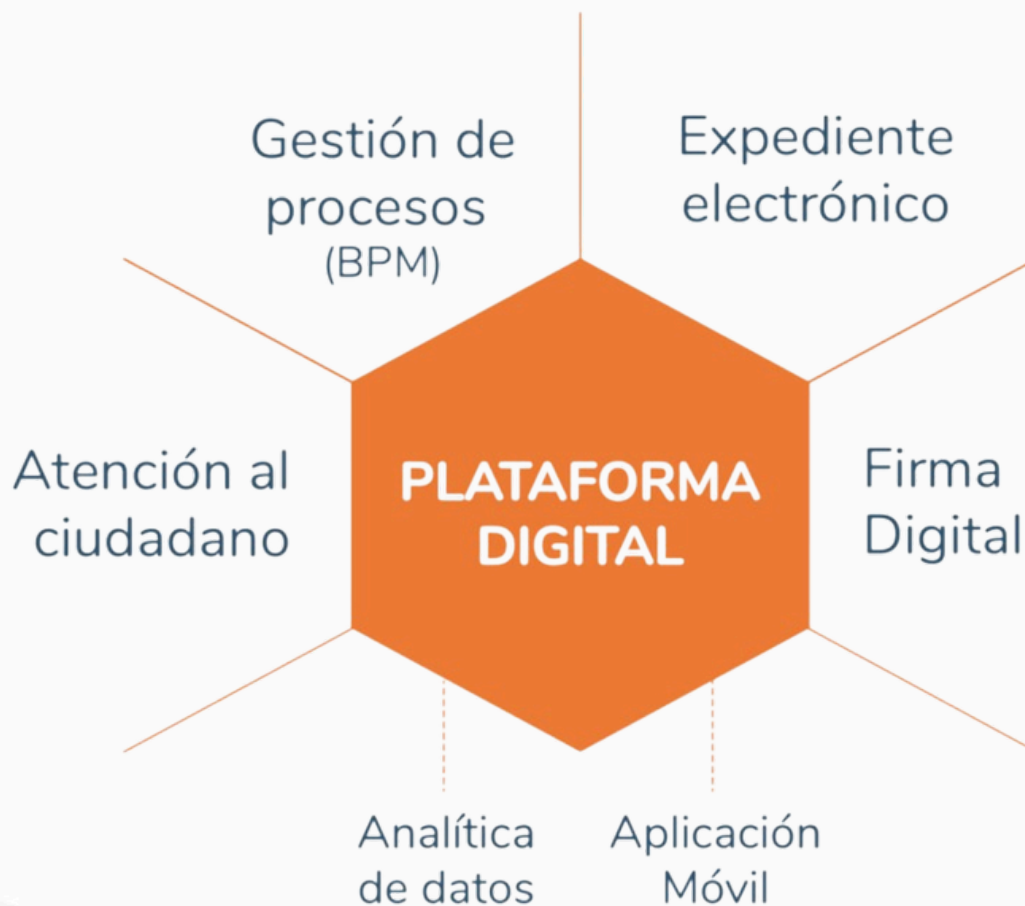 Gestión de
procesos
(BPM)
Expediente
electrónico
Atención al
ciudadano
PLATAFORMA
DIGITAL
Firma
Digital
Analítica
de datos
Aplicación
Móvil